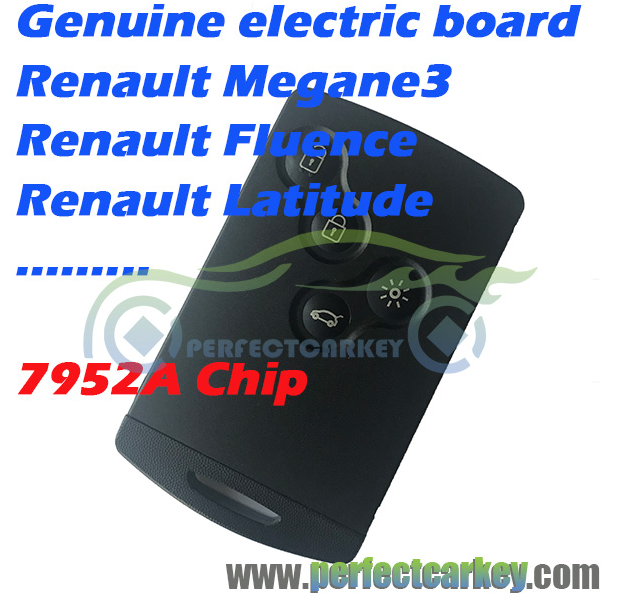 Genuine electric board
Renault Megane3
Renault Fluence
Renault Latitude
.........
PERFECTCARKEY
7952A Chip
www.perfectcarkey.com